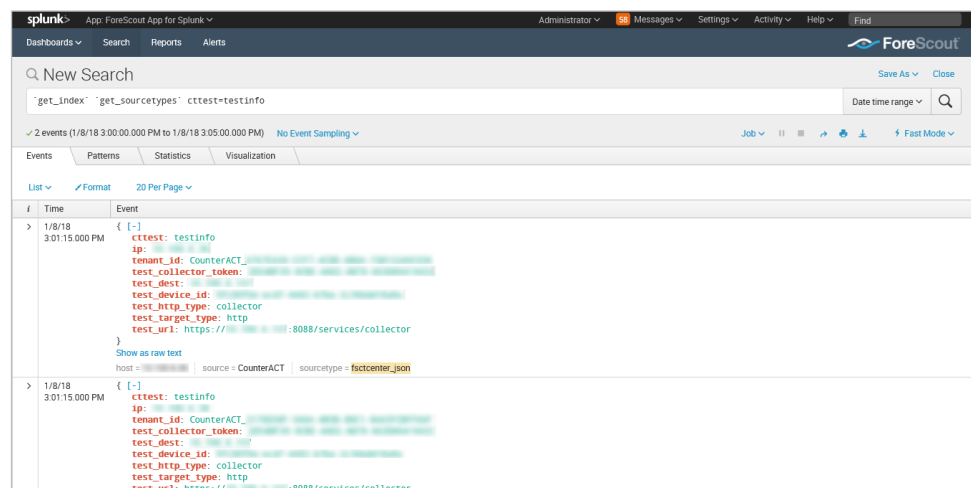 splunk> App: ForeScout App for Splunk Administrator 58 Messages Settings Activity Help Find
Dashboards Search Reports Alerts ForeScout
New Search Save As Close
`get_index` `get_sourcetypes` cttest=testinfo Date time range
2 events (1/8/18 3:00:00.000 PM to 1/8/18 3:05:00.000 PM) No Event Sampling Job Fast Mode
Events Patterns Statistics Visualization
List Format 20 Per Page
i Time Event
> 1/8/18 { [-]
3:01:15.000 PM cttest: testinfo
ip:
tenant_id: CounterACT_
test_collector_token:
test_dest:
test_device_id:
test_http_type: collector
test_target_type: http
test_url: https:// :8088/services/collector
}
Show as raw text
host = source = CounterACT sourcetype = fsctcenter_json
> 1/8/18 { [-]
3:01:15.000 PM cttest: testinfo
ip:
tenant_id: CounterACT_
test_collector_token:
test_dest:
test_device_id:
test_http_type: collector
test_target_type: http
test_url: https:// :8088/services/collector